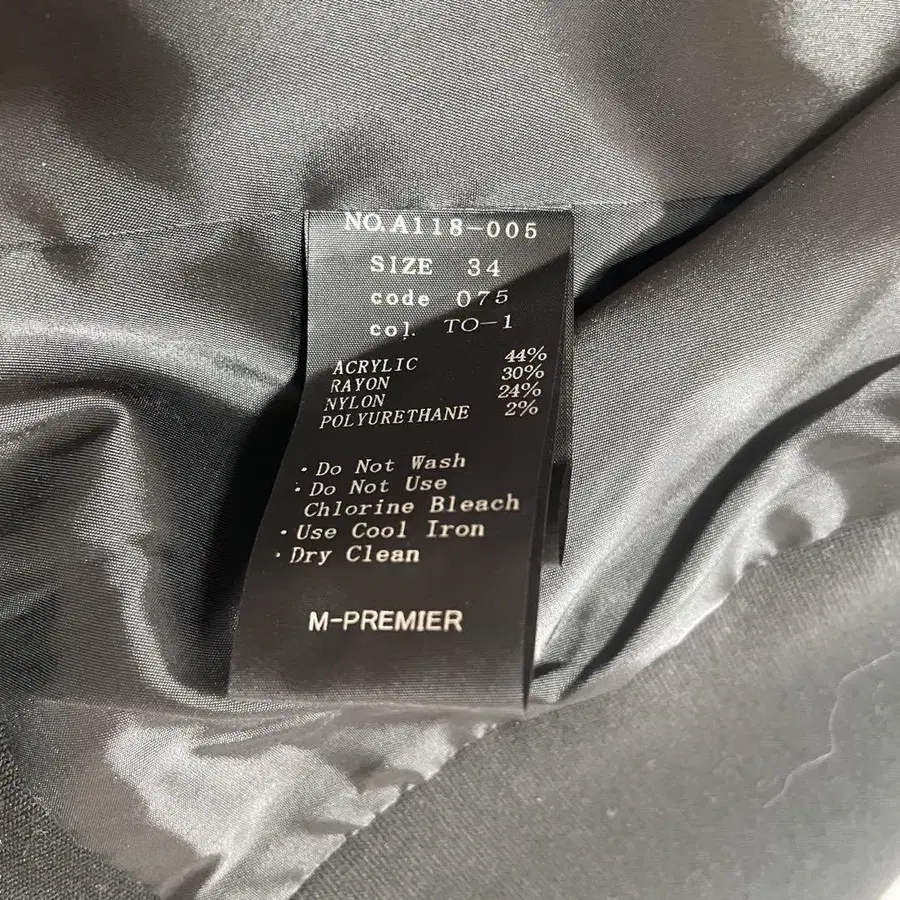 NO.A118-005
SIZE 34
code 075
col. TO-1
ACRYLIC 44%
RAYON 30%
NYLON 24%
POLYURETHANE 2%
・Do Not Wash
・Do Not Use
Chlorine Bleach
・Use Cool Iron
・Dry Clean
M-PREMIER